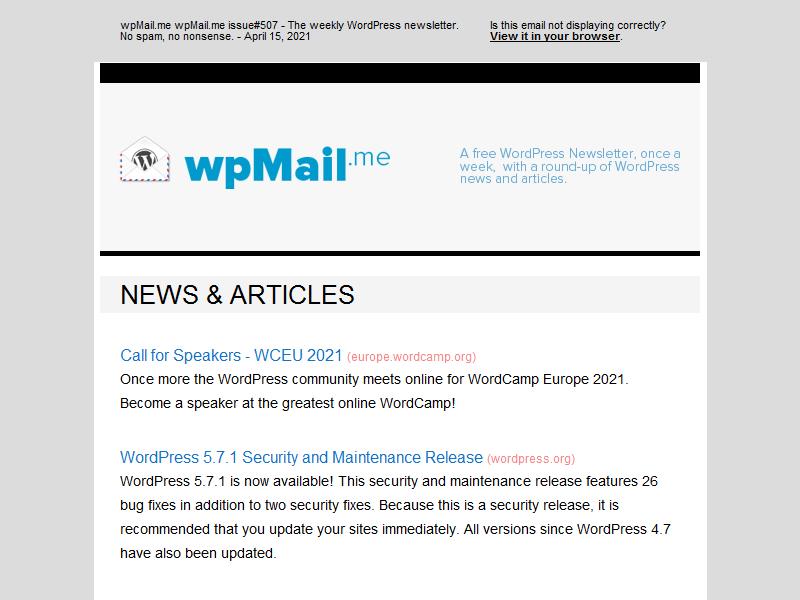 wpMail.me wpMail.me issue#507 - The weekly WordPress newsletter.
No spam, no nonsense. - April 15, 2021
Is this email not displaying correctly?
View it in your browser.
wpMail.me
A free WordPress Newsletter, once a
week, with a round-up of WordPress
news and articles.
NEWS & ARTICLES
Call for Speakers - WCEU 2021 (europe.wordcamp.org)
Once more the WordPress community meets online for WordCamp Europe 2021.
Become a speaker at the greatest online WordCamp!
WordPress 5.7.1 Security and Maintenance Release (wordpress.org)
WordPress 5.7.1 is now available! This security and maintenance release features 26
bug fixes in addition to two security fixes. Because this is a security release, it is
recommended that you update your sites immediately. All versions since WordPress 4.7
have also been updated.